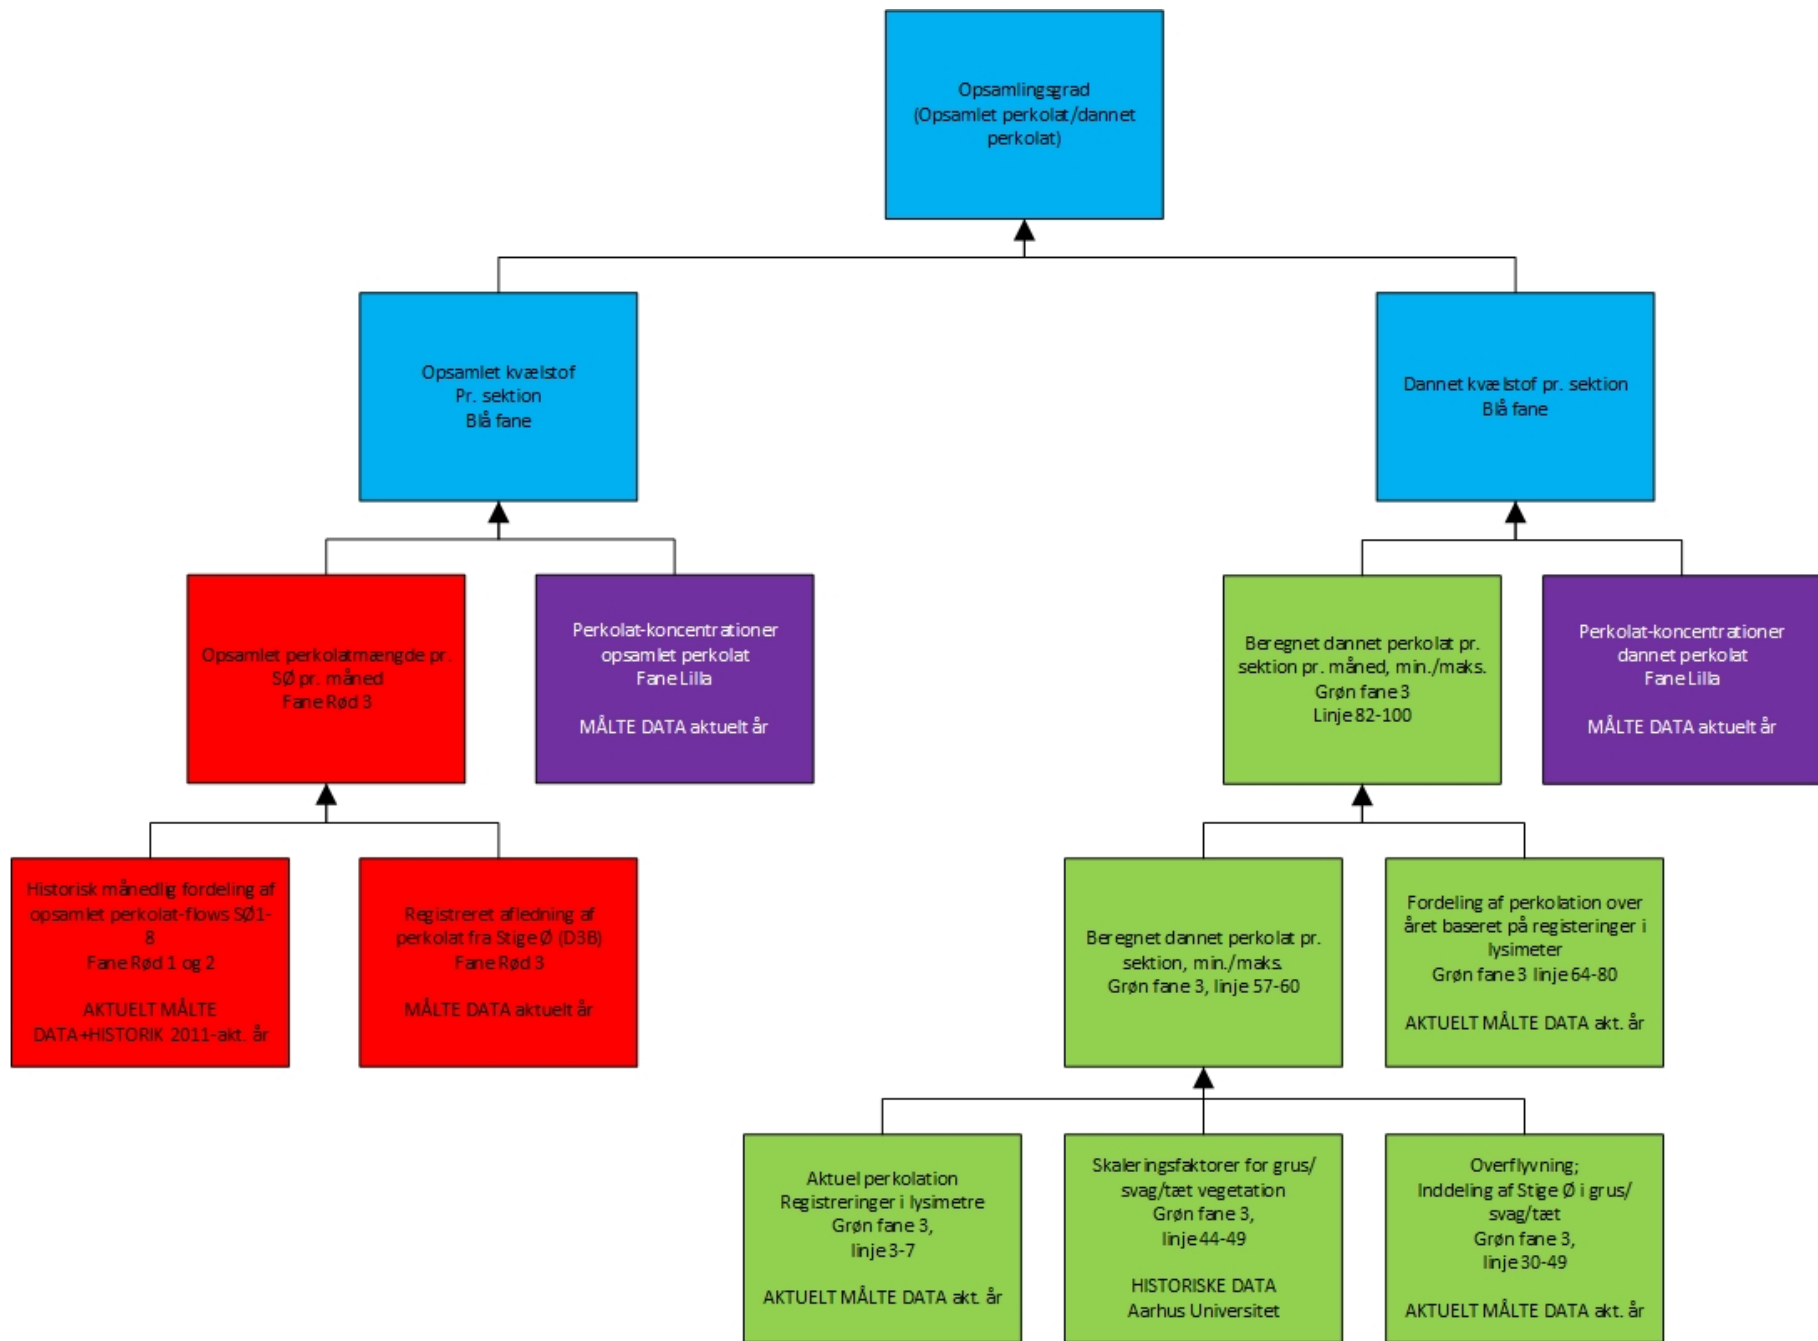 Opsamlingsgrad
(Opsamlet perkolat/dannet
perkolat)
Opsamlet kvælstof
Pr. sektion
Blå fane
Dannet kvælstof pr. sektion
Blå fane
Opsamlet perkolatmængde pr.
SØ pr. måned
Fane Rød 3
Perkolat-koncentrationer
opsamlet perkolat
Fane Lilla
MÅLTE DATA aktuelt år
Beregnet dannet perkolat pr.
sektion pr. måned, min./maks.
Grøn fane 3
Linje 82-100
Perkolat-koncentrationer
dannet perkolat
Fane Lilla
MÅLTE DATA aktuelt år
Historisk månedlig fordeling af
opsamlet perkolat-flows SØ1-
8
Fane Rød 1 og 2
AKTUELT MÅLTE
DATA+HISTORIK 2011-akt. år
Registreret afledning af
perkolat fra Stige Ø (D3B)
Fane Rød 3
MÅLTE DATA aktuelt år
Beregnet dannet perkolat pr.
sektion, min./maks.
Grøn fane 3, linje 57-60
Fordeling af perkolation over
året baseret på registeringer i
lysimeter
Grøn fane 3 linje 64-80
AKTUELT MÅLTE DATA akt. år
Aktuel perkolation
Registreringer i lysimetre
Grøn fane 3,
linje 3-7
AKTUELT MÅLTE DATA akt. år
Skaleringsfaktorer for grus/
svag/tæt vegetation
Grøn fane 3,
linje 44-49
HISTORISKE DATA
Aarhus Universitet
Overflyvning;
Inddeling af Stige Ø i grus/
svag/tæt
Grøn fane 3,
linje 30-49
AKTUELT MÅLTE DATA akt. år